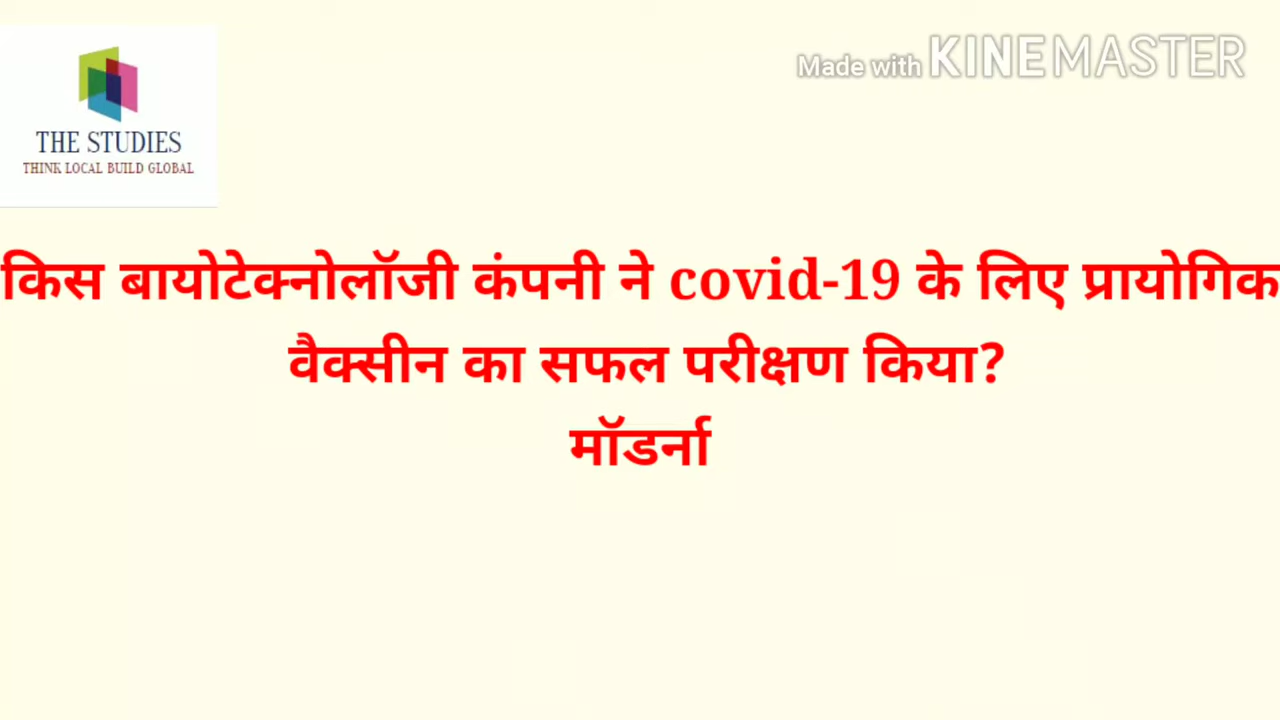 Made with KINEMASTER
THE STUDIES
THINK LOCAL BUILD GLOBAL
किस बायोटेक्नोलॉजी कंपनी ने covid-19 के लिए प्रायोगिक
वैक्सीन का सफल परीक्षण किया?
मॉडर्ना